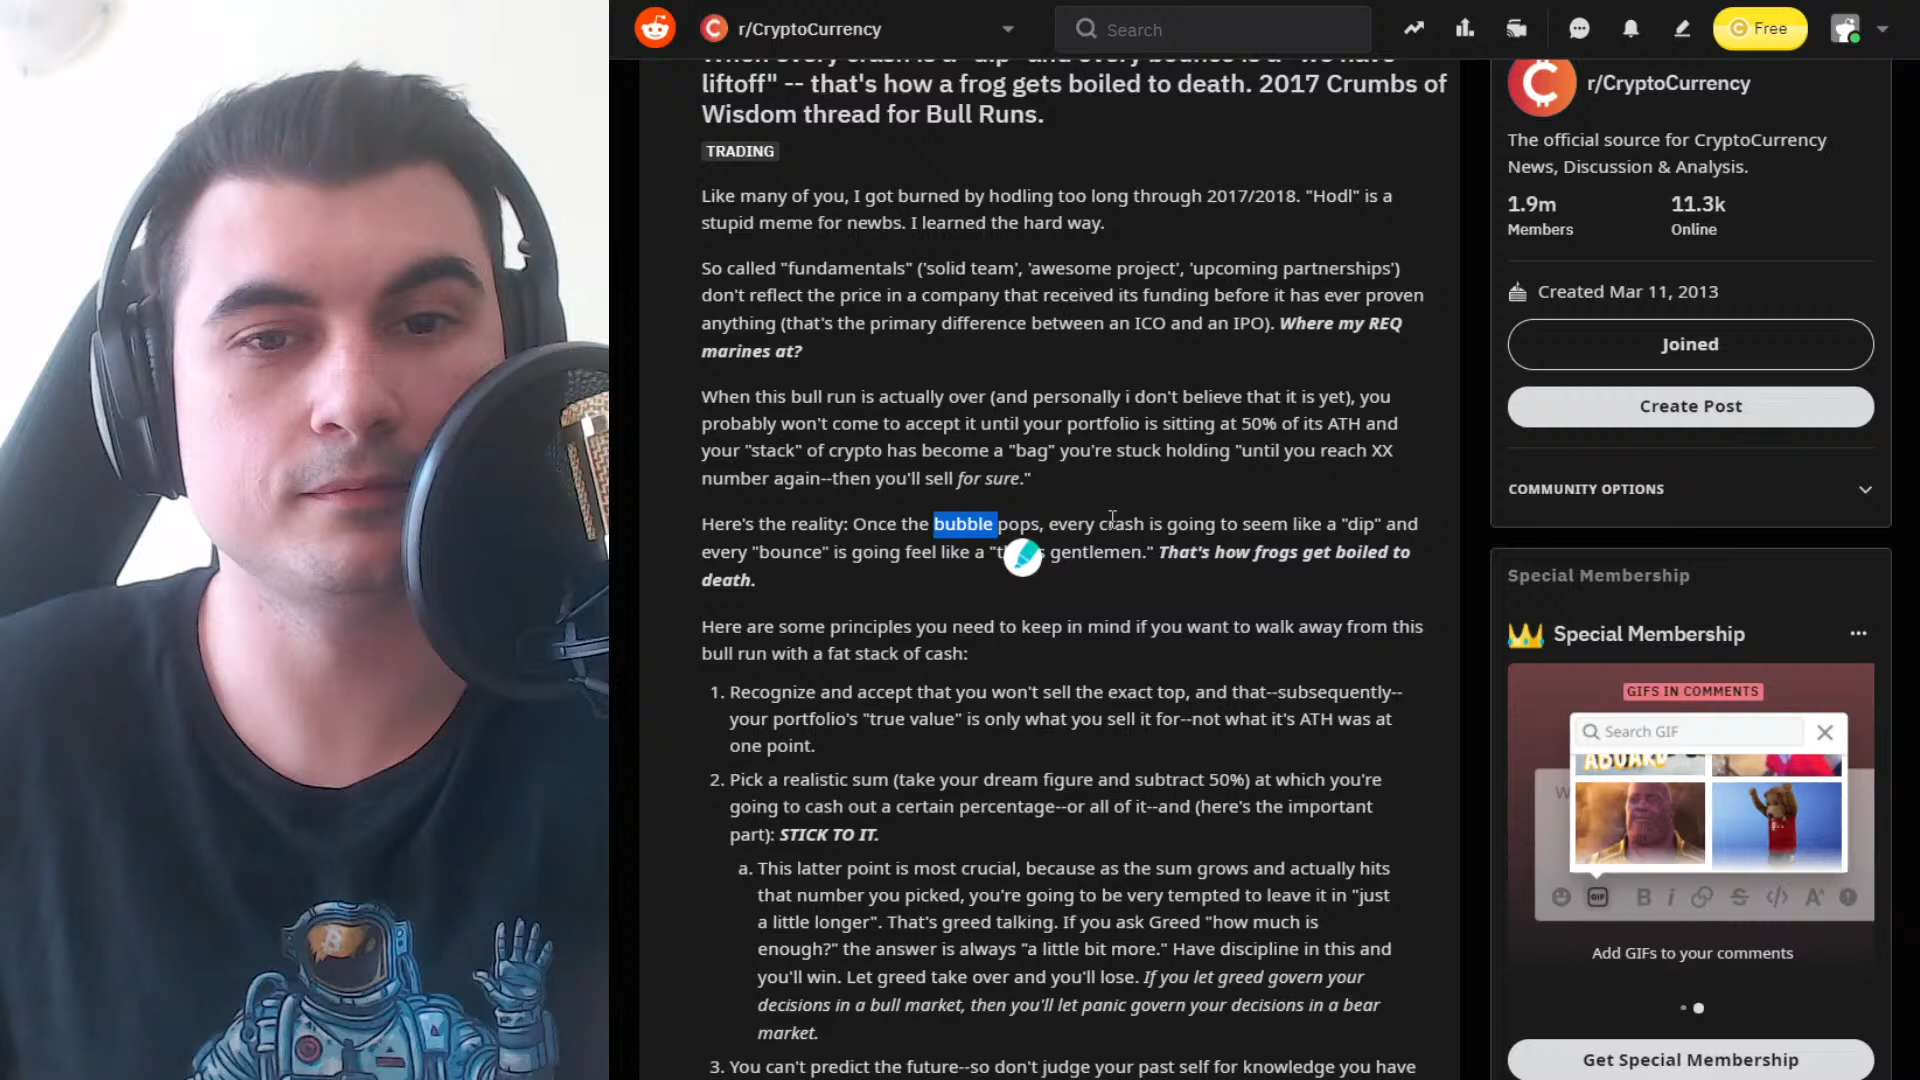 r/CryptoCurrency
Search
Free
When every crash is a "dip" and every bounce is a "we have
liftoff" -- that's how a frog gets boiled to death. 2017 Crumbs of
Wisdom thread for Bull Runs.
TRADING
Like many of you, I got burned by hodling too long through 2017/2018. "Hodl" is a
stupid meme for newbs. I learned the hard way.
So called "fundamentals" ('solid team', 'awesome project', 'upcoming partnerships')
don't reflect the price in a company that received its funding before it has ever proven
anything (that's the primary difference between an ICO and an IPO). Where my REQ
marines at?
When this bull run is actually over (and personally i don't believe that it is yet), you
probably won't come to accept it until your portfolio is sitting at 50% of its ATH and
your "stack" of crypto has become a "bag" you're stuck holding "until you reach XX
number again--then you'll sell for sure."
Here's the reality: Once the bubble pops, every crash is going to seem like a "dip" and
every "bounce" is going feel like a gentlemen." That's how frogs get boiled to
death.
Here are some principles you need to keep in mind if you want to walk away from this
bull run with a fat stack of cash:
1. Recognize and accept that you won't sell the exact top, and that--subsequently--
your portfolio's "true value" is only what you sell it for--not what it's ATH was at
one point.
2. Pick a realistic sum (take your dream figure and subtract 50%) at which you're
going to cash out a certain percentage--or all of it--and (here's the important
part): STICK TO IT.
a. This latter point is most crucial, because as the sum grows and actually hits
that number you picked, you're going to be very tempted to leave it in "just
a little longer". That's greed talking. If you ask Greed "how much is
enough?" the answer is always "a little bit more." Have discipline in this and
you'll win. Let greed take over and you'll lose. If you let greed govern your
decisions in a bull market, then you'll let panic govern your decisions in a bear
market.
3. You can't predict the future--so don't judge your past self for knowledge you have
r/CryptoCurrency
The official source for CryptoCurrency
News, Discussion & Analysis.
1.9m 11.3k
Members Online
Created Mar 11, 2013
Joined
Create Post
COMMUNITY OPTIONS
Special Membership
Special Membership
GIFS IN COMMENTS
Search GIF
ABOARD
GIF B i S </> A
Add GIFs to your comments
Get Special Membership